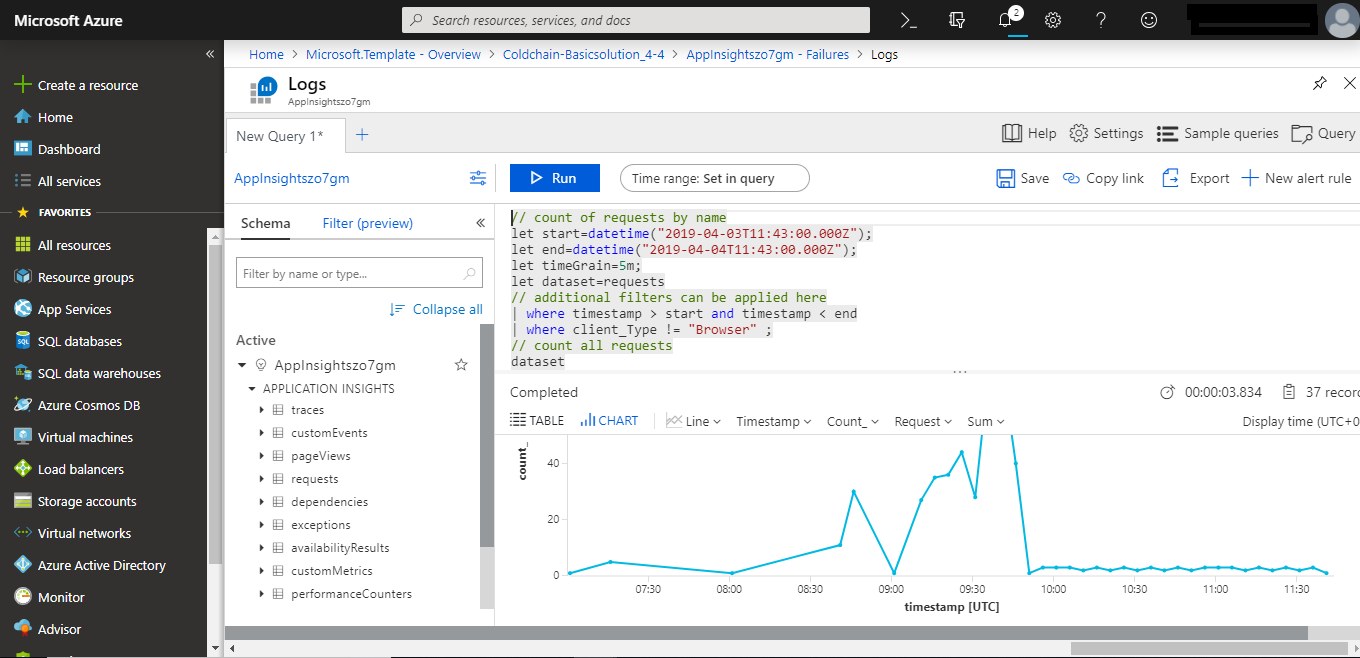 Microsoft Azure
Search resources, services, and docs
2
Home > Microsoft.Template - Overview > Coldchain-Basicsolution_4-4 > AppInsightszo7gm - Failures > Logs
Create a resource
Home
Dashboard
All services
FAVORITES
All resources
Resource groups
App Services
SQL databases
SQL data warehouses
Azure Cosmos DB
Virtual machines
Load balancers
Storage accounts
Virtual networks
Azure Active Directory
Monitor
Advisor
Logs
AppInsightszo7gm
New Query 1*
Help Settings Sample queries Query
AppInsightszo7gm
Run
Time range: Set in query
Save Copy link Export New alert rule
Schema Filter (preview)
Filter by name or type...
Collapse all
Active
AppInsightszo7gm
APPLICATION INSIGHTS
traces
customEvents
pageViews
requests
dependencies
exceptions
availabilityResults
customMetrics
performanceCounters
// count of requests by name
let start=datetime("2019-04-03T11:43:00.000Z");
let end=datetime("2019-04-04T11:43:00.000Z");
let timeGrain=5m;
let dataset=requests
// additional filters can be applied here
| where timestamp > start and timestamp < end
| where client_Type != "Browser" ;
// count all requests
dataset
Completed 00:00:03.834 37 recorc
TABLE CHART Line Timestamp Count_ Request Sum Display time (UTC+0
count_
40
20
0
07:30 08:00 08:30 09:00 09:30 10:00 10:30 11:00 11:30
timestamp [UTC]